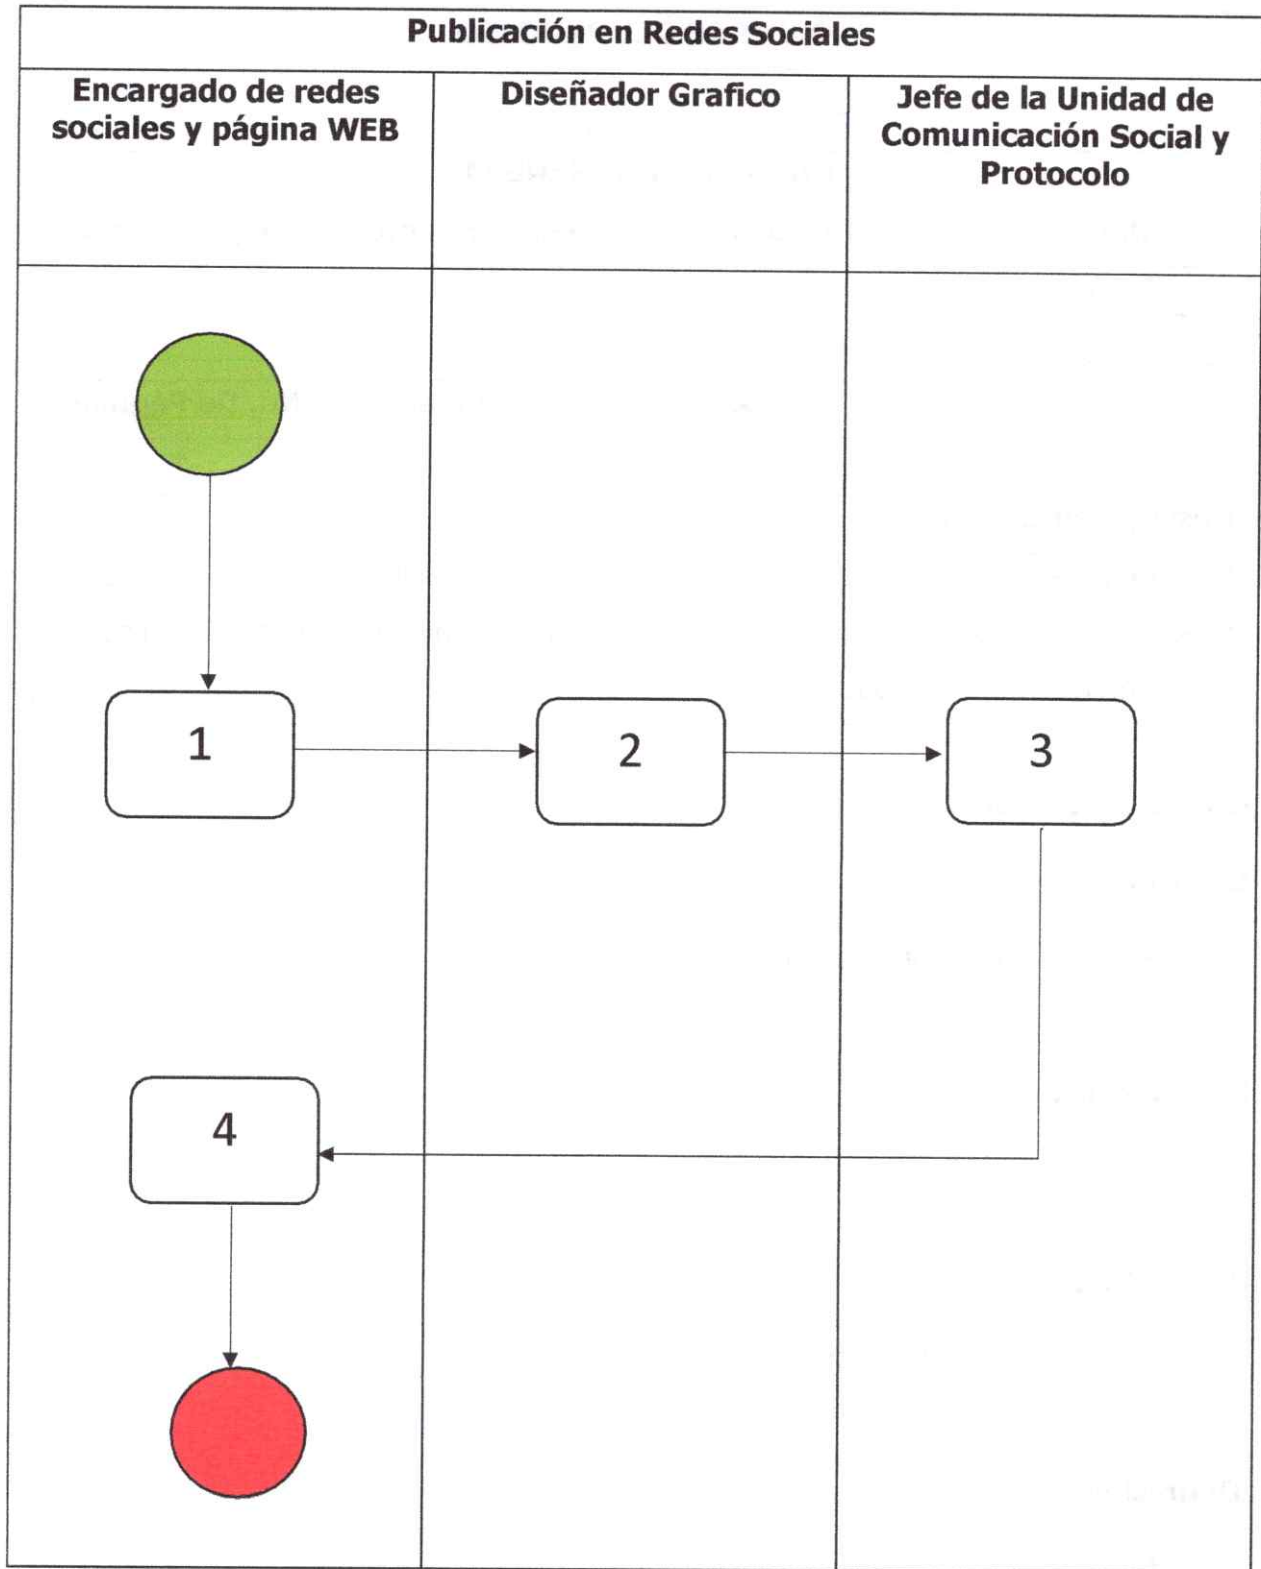 Publicación en Redes Sociales
Encargado de redes
sociales y página WEB
Diseñador Grafico
Jefe de la Unidad de
Comunicación Social y
Protocolo
1
2
3
4